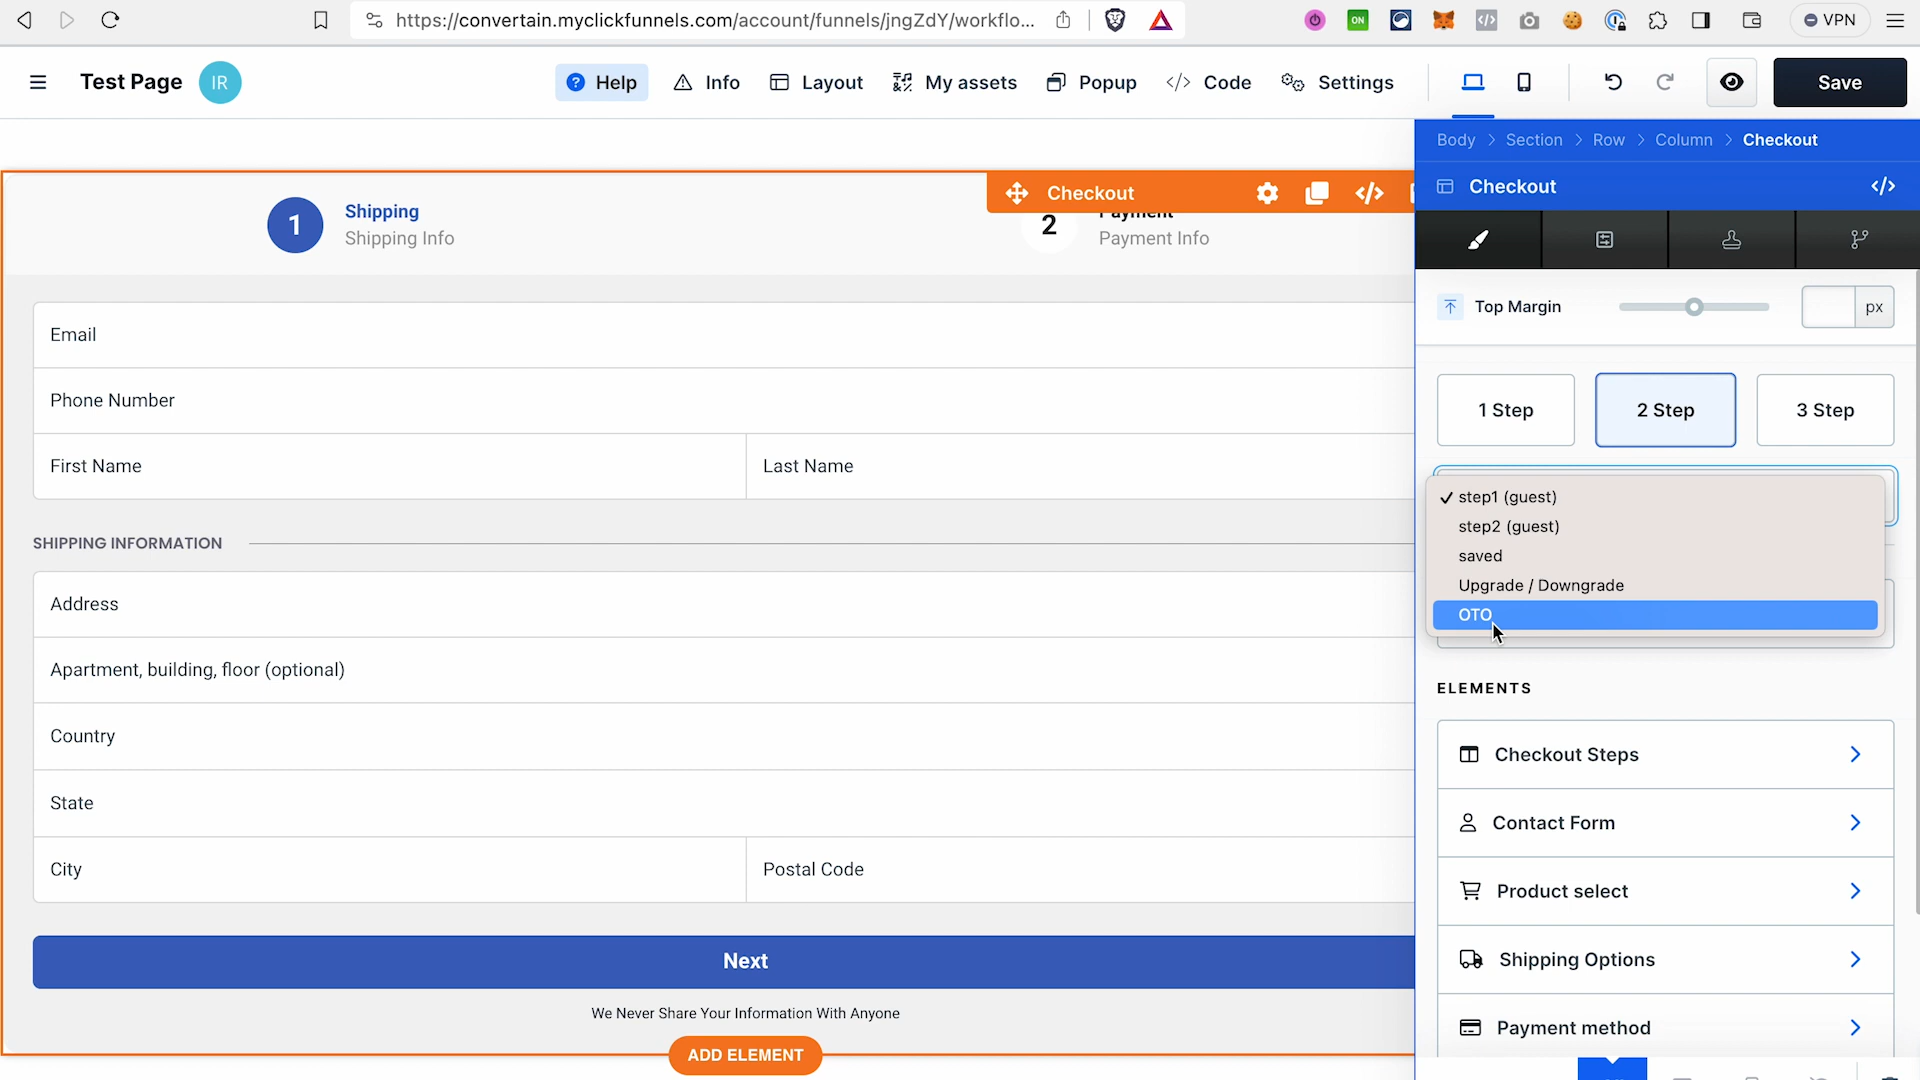 https://convertain.myclickfunnels.com/account/funnels/jngZdY/workflo...
ON
VPN
Test Page
IR
Help
Info
Layout
My assets
Popup
Code
Settings
Save
Body > Section > Row > Column > Checkout
Checkout
Checkout
1
Shipping
Shipping Info
2
Payment
Payment Info
Top Margin
px
1 Step
2 Step
3 Step
Email
Phone Number
First Name
Last Name
✓ step1 (guest)
step2 (guest)
saved
Upgrade / Downgrade
OTO
SHIPPING INFORMATION
Address
Apartment, building, floor (optional)
Country
State
City
Postal Code
Next
We Never Share Your Information With Anyone
ADD ELEMENT
ELEMENTS
Checkout Steps
Contact Form
Product select
Shipping Options
Payment method